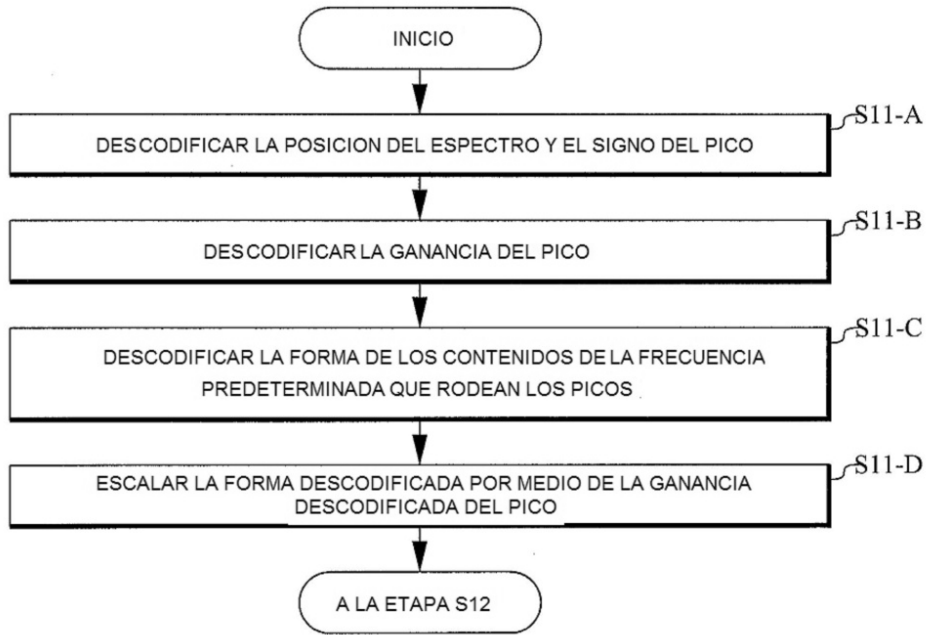 INICIO
S11-A
DESCODIFICAR LA POSICION DEL ESPECTRO Y EL SIGNO DEL PICO
S11-B
DESCODIFICAR LA GANANCIA DEL PICO
S11-C
DESCODIFICAR LA FORMA DE LOS CONTENIDOS DE LA FRECUENCIA
PREDETERMINADA QUE RODEAN LOS PICOS
S11-D
ESCALAR LA FORMA DESCODIFICADA POR MEDIO DE LA GANANCIA
DESCODIFICADA DEL PICO
A LA ETAPA S12